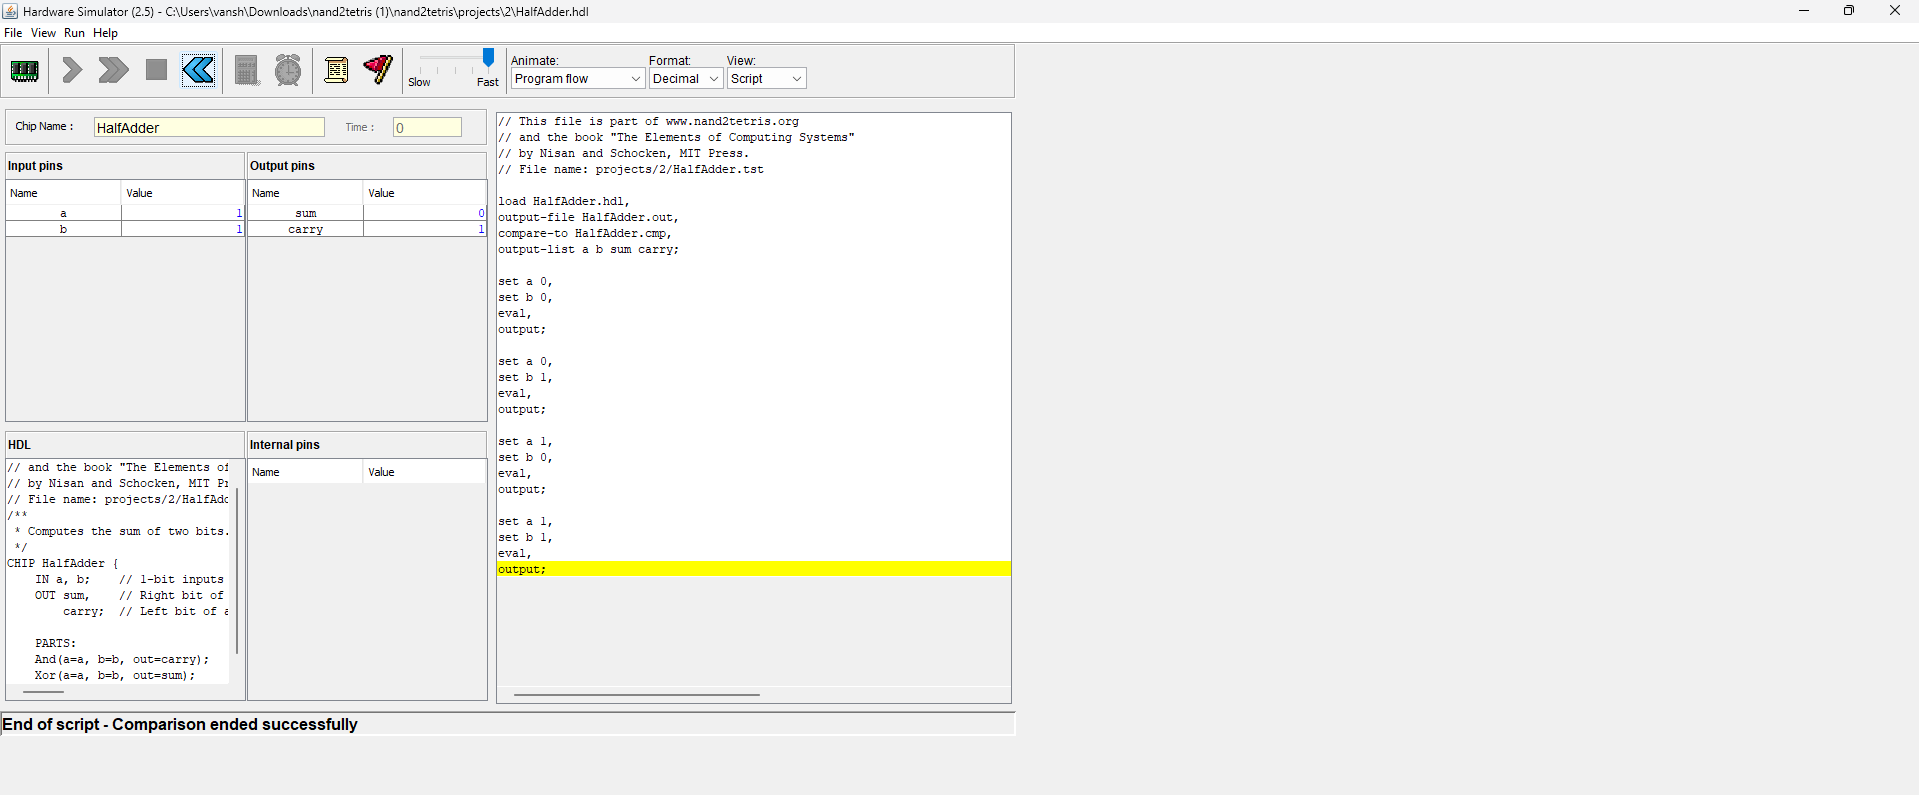 Hardware Simulator (2.5) - C:\Users\vansh\Downloads\nand2tetris (1)\nand2tetris\projects\2\HalfAdder.hdl
File View Run Help
Slow Fast
Animate: Format: View:
Program flow Decimal Script
Chip Name : HalfAdder Time : 0
Input pins
Name Value
a 1
b 1
Output pins
Name Value
sum 0
carry 1
HDL
// and the book "The Elements of
// by Nisan and Schocken, MIT Pr
// File name: projects/2/HalfAdd
/**
* Computes the sum of two bits.
*/
CHIP HalfAdder {
IN a, b; // 1-bit inputs
OUT sum, // Right bit of
carry; // Left bit of a
PARTS:
And(a=a, b=b, out=carry);
Xor(a=a, b=b, out=sum);
Internal pins
Name Value
// This file is part of www.nand2tetris.org
// and the book "The Elements of Computing Systems"
// by Nisan and Schocken, MIT Press.
// File name: projects/2/HalfAdder.tst
load HalfAdder.hdl,
output-file HalfAdder.out,
compare-to HalfAdder.cmp,
output-list a b sum carry;
set a 0,
set b 0,
eval,
output;
set a 0,
set b 1,
eval,
output;
set a 1,
set b 0,
eval,
output;
set a 1,
set b 1,
eval,
output;
End of script - Comparison ended successfully